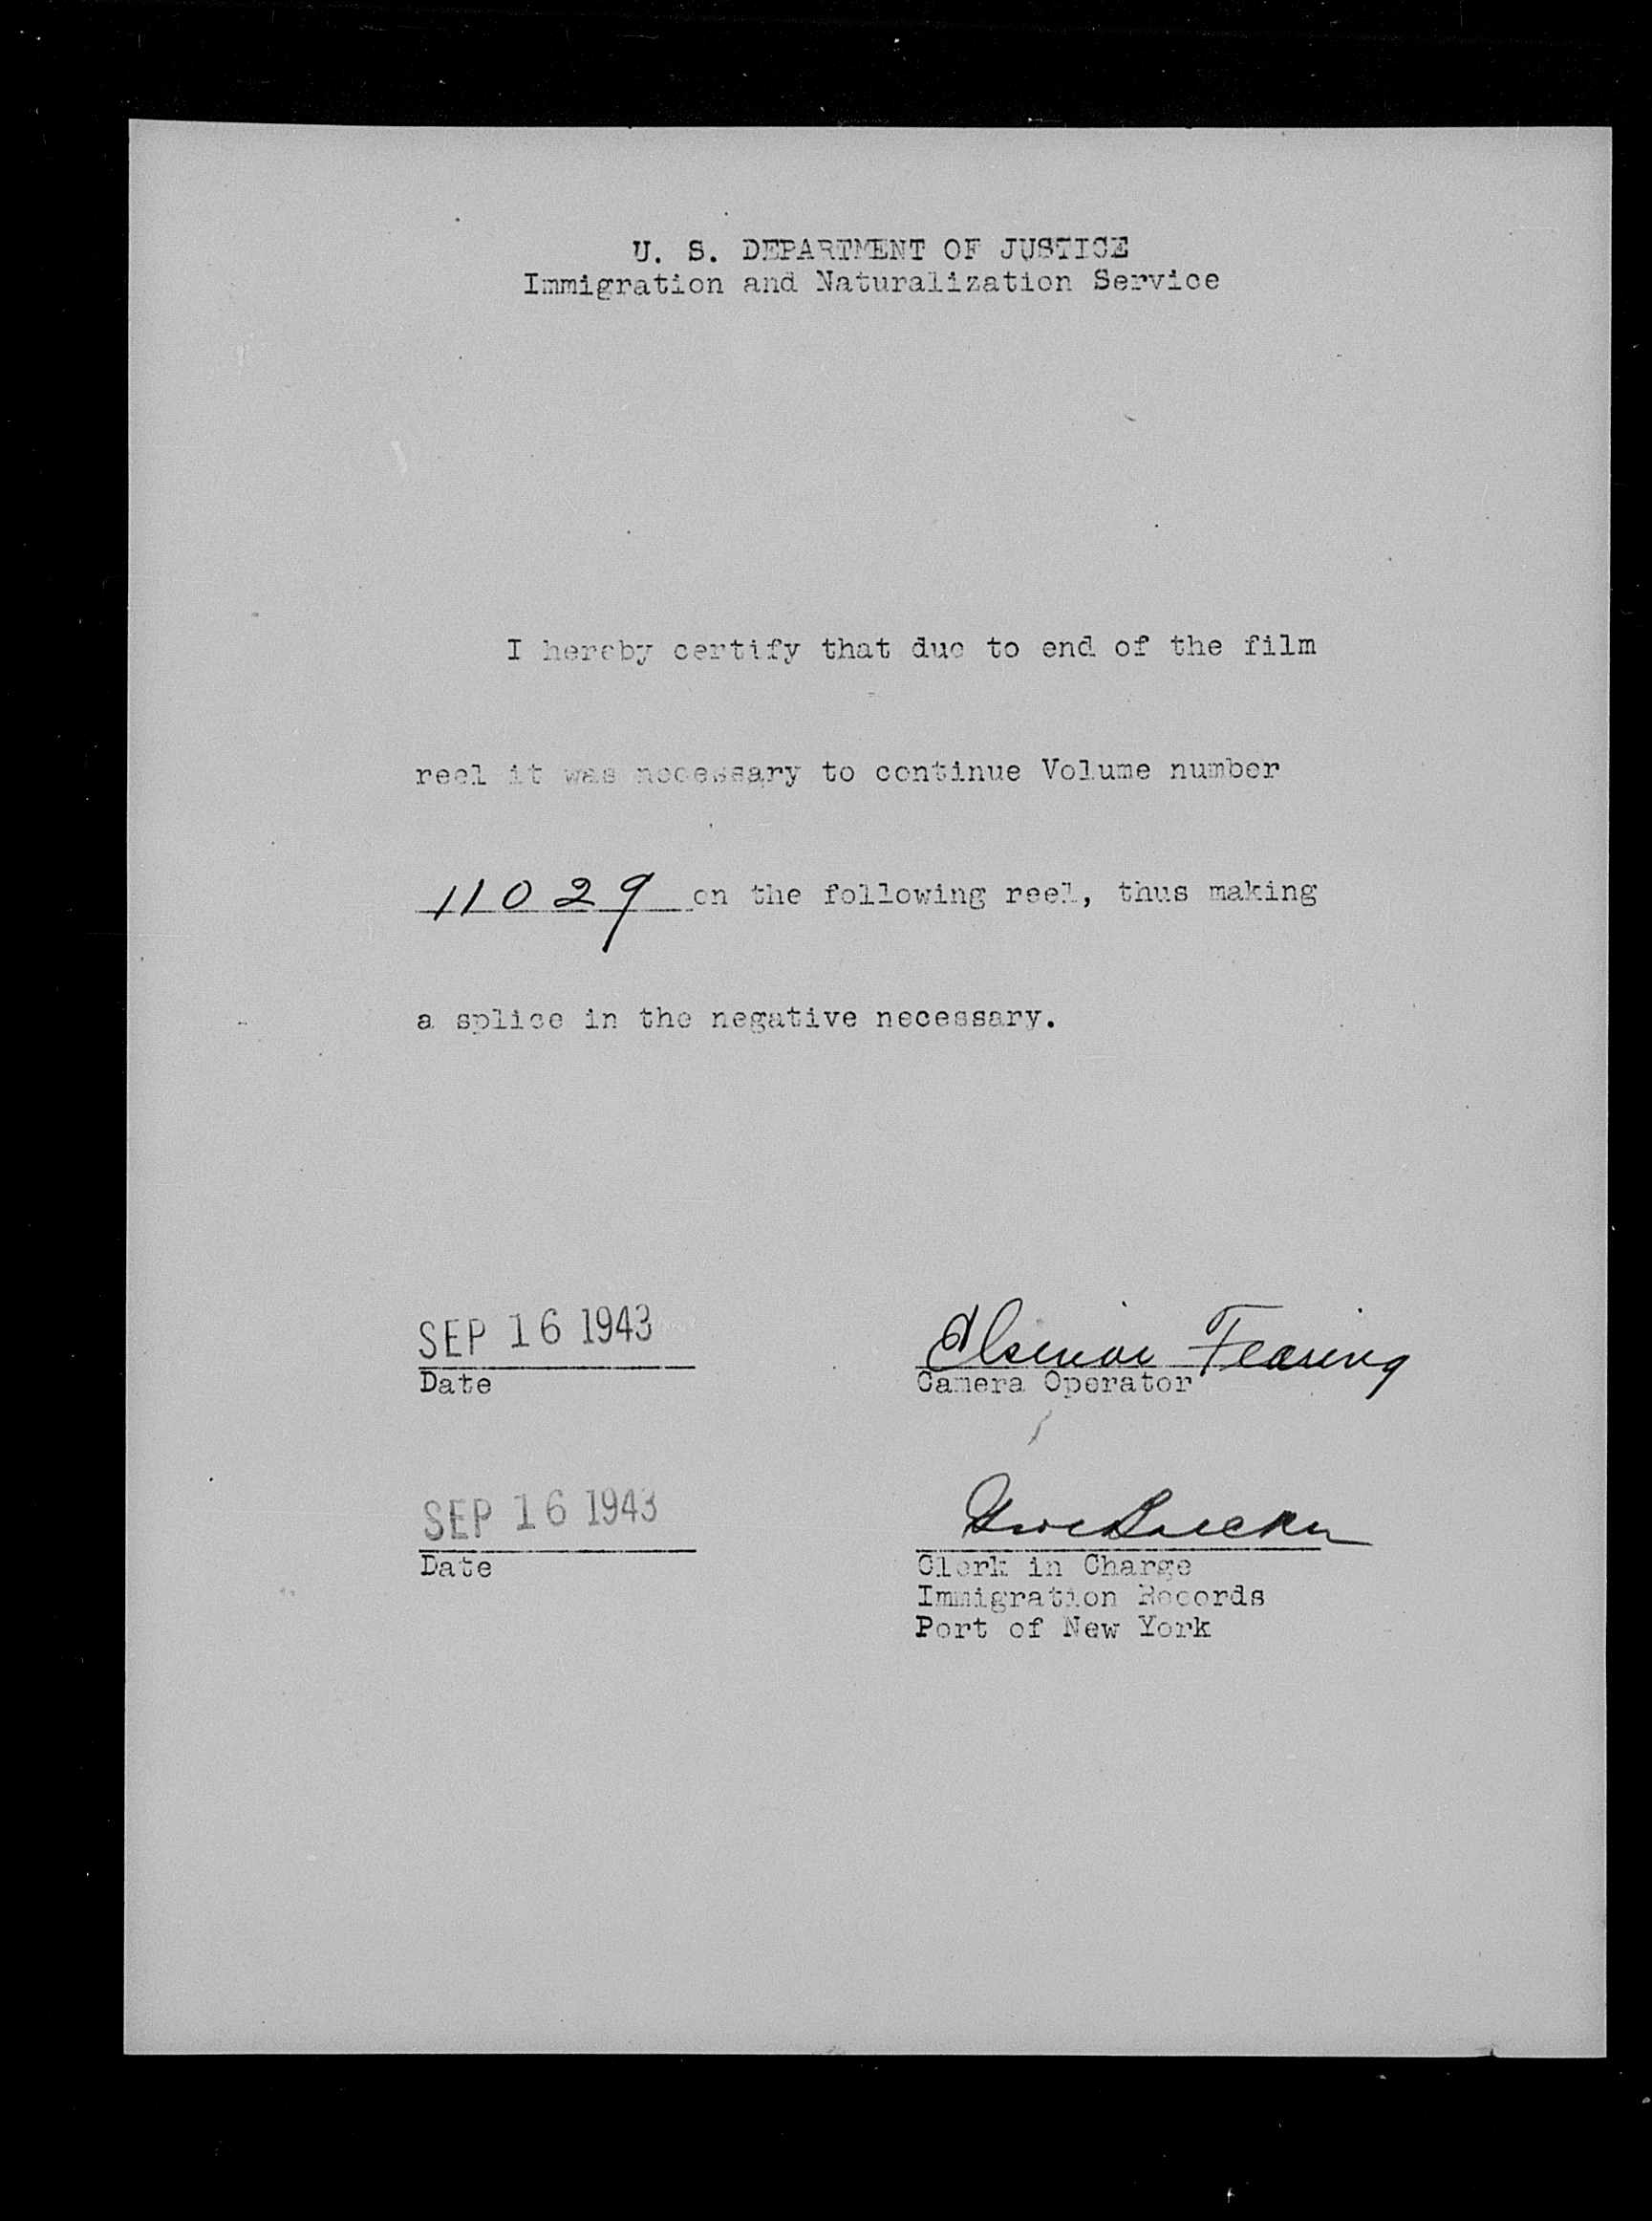 U. S. DEPARTMENT OF JUSTICE
Immigration and Naturalization Service
I hereby certify that due to end of the film
reel it was necessary to continue Volume number
11029 on the following reel, thus making
a splice in the negative necessary.
SEP 16 1943
Date
Fearing
Camera Operator
SEP 16 1943
Date
Clerk in Charge
Immigration Records
Port of New York